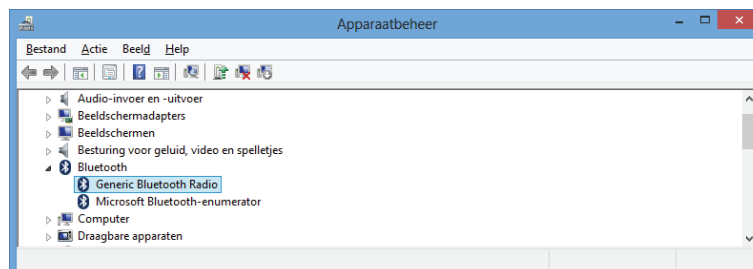 Apparaatbeheer
Bestand Actie Beeld Help
Audio-invoer en -uitvoer
Beeldschermadapters
Beeldschermen
Besturing voor geluid, video en spelletjes
Bluetooth
Generic Bluetooth Radio
Microsoft Bluetooth-enumerator
Computer
Draagbare apparaten